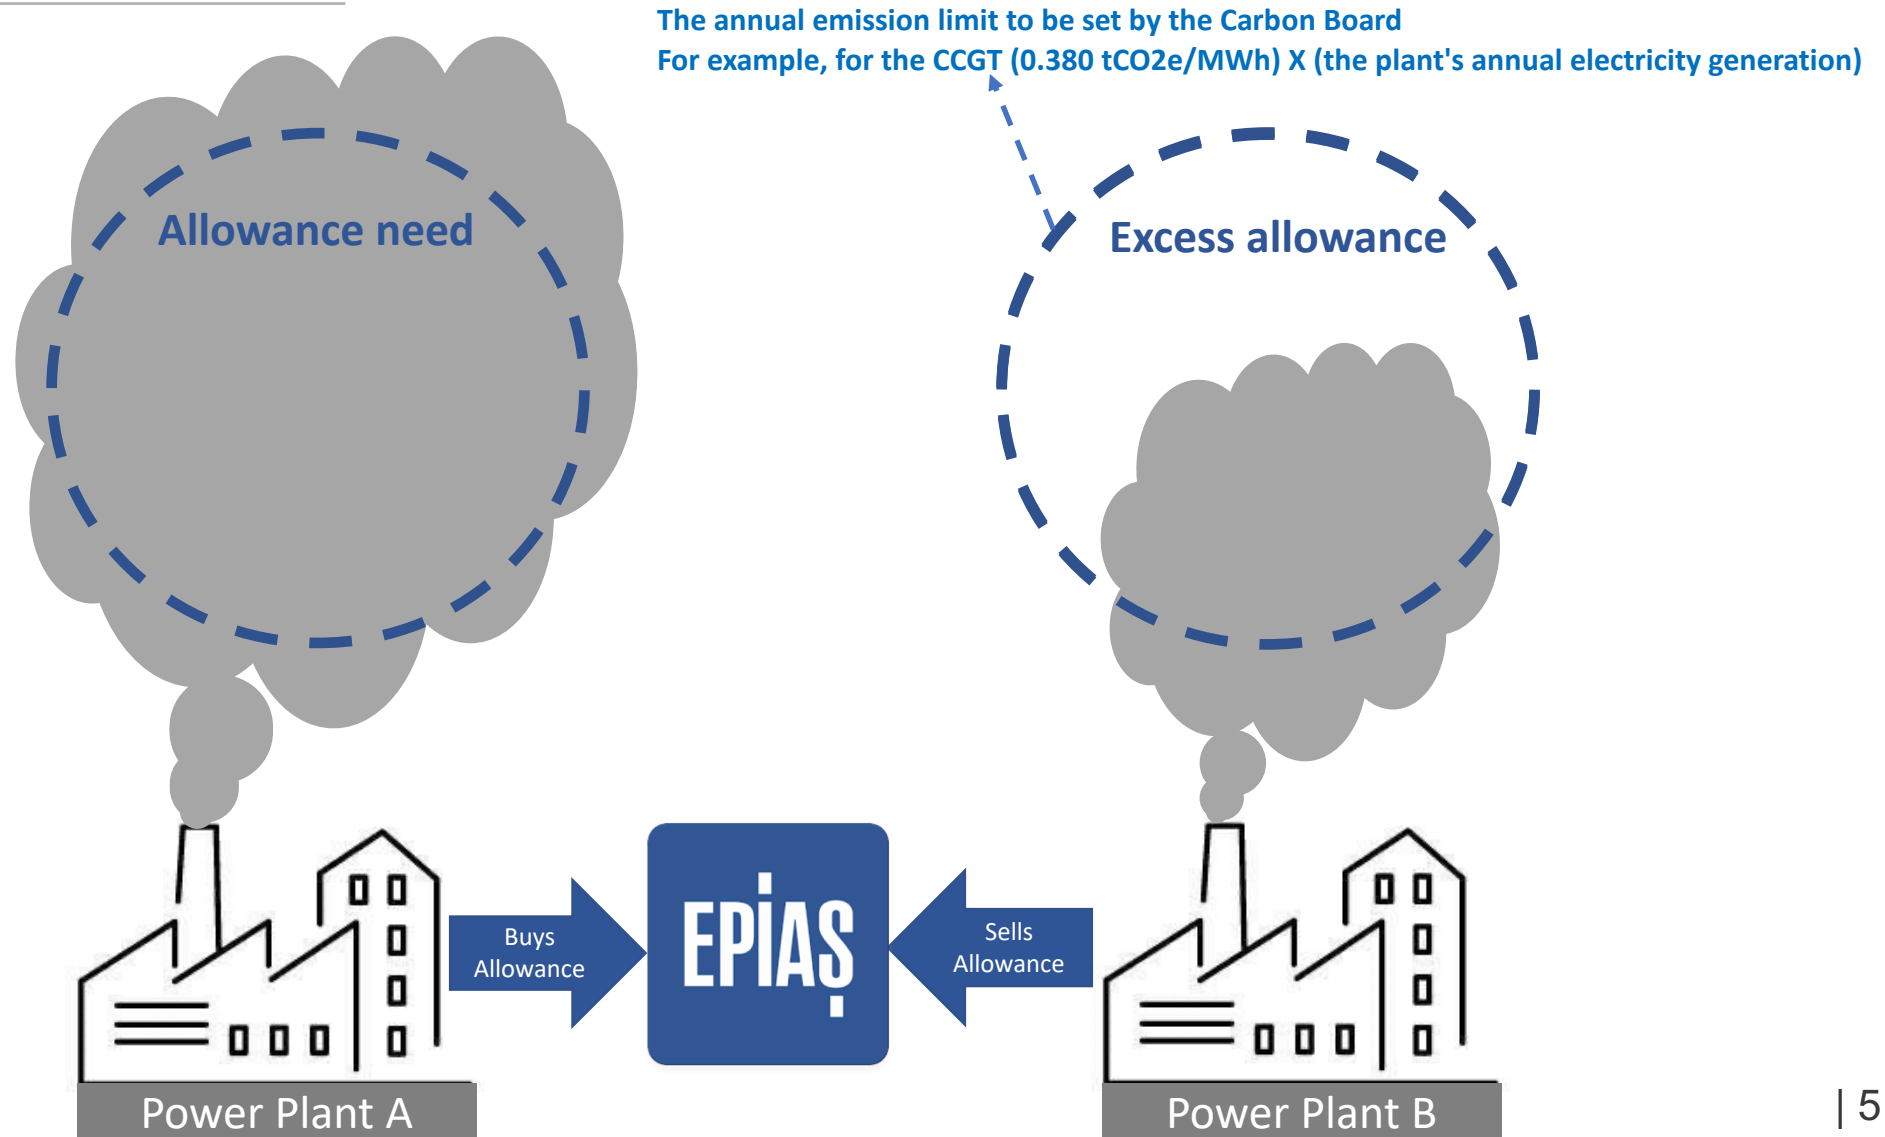 The annual emission limit to be set by the Carbon Board
For example, for the CCGT (0.380 tCO2e/MWh) X (the plant's annual electricity generation)
Allowance need
Excess allowance
Buys
Allowance
EPİAŞ
Sells
Allowance
Power Plant A
Power Plant B
| 5